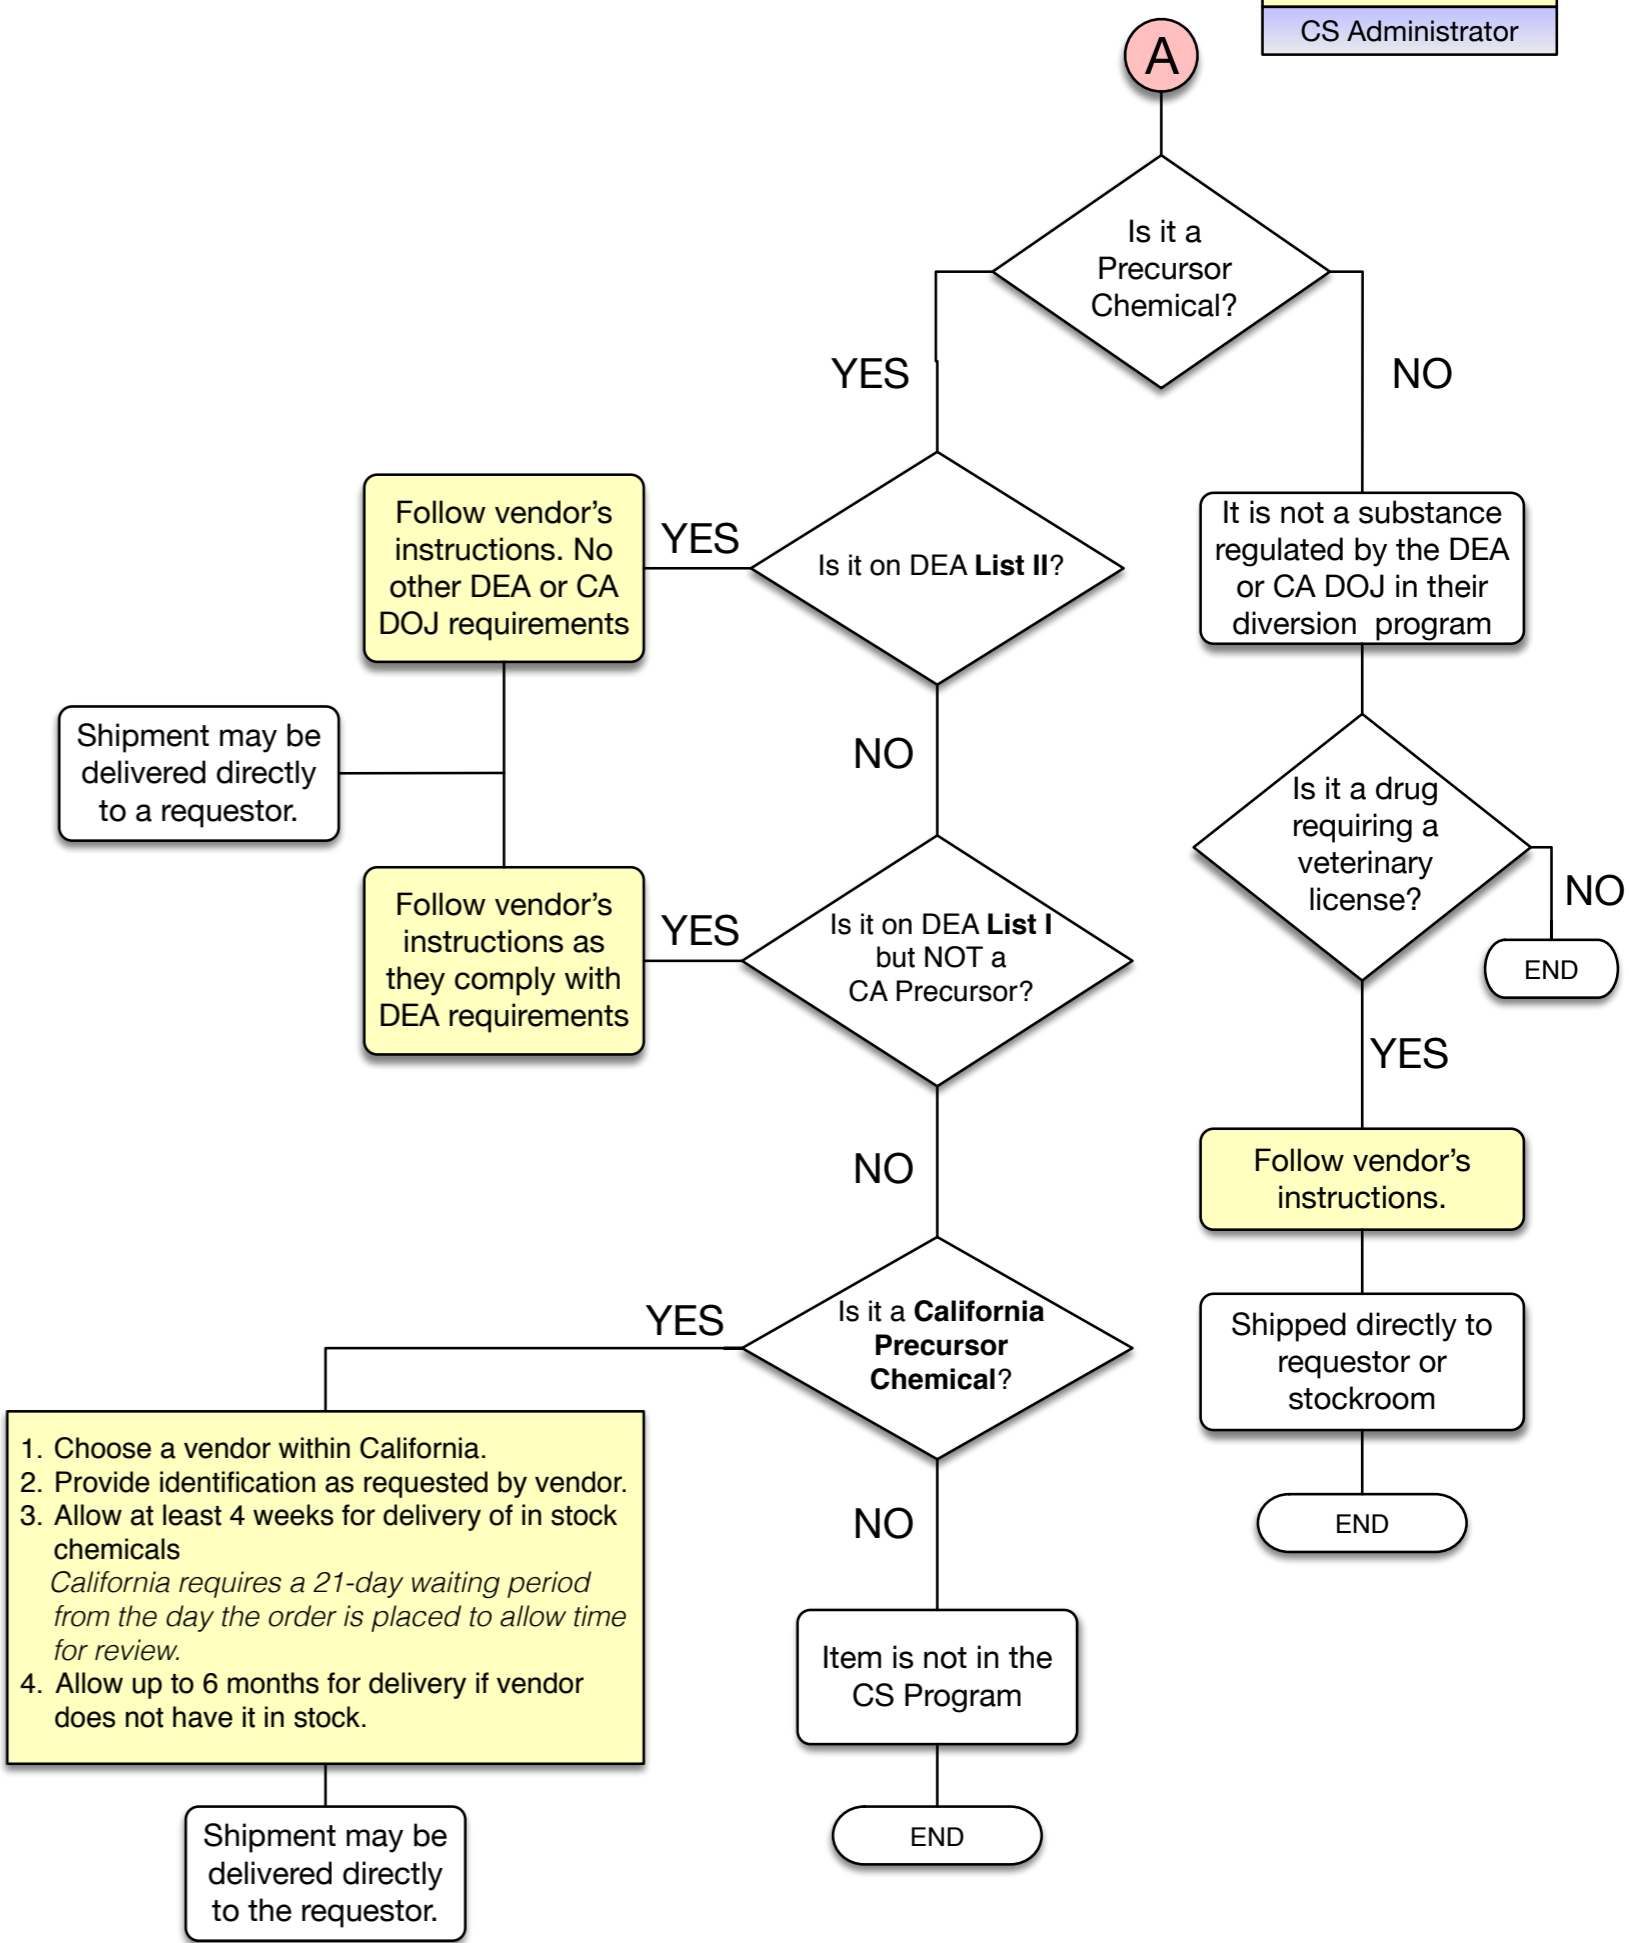 CS Administrator
A
Is it a
Precursor
Chemical?
YES
NO
Follow vendor’s
instructions. No
other DEA or CA
DOJ requirements
YES
Is it on DEA List II?
It is not a substance
regulated by the DEA
or CA DOJ in their
diversion  program
Shipment may be
delivered directly
to a requestor.
NO
Is it a drug
requiring a
veterinary
license?
NO
END
Follow vendor’s
instructions as
they comply with
DEA requirements
YES
Is it on DEA List I
but NOT a
CA Precursor?
YES
NO
Follow vendor’s
instructions.
YES
Is it a California
Precursor
Chemical?
Shipped directly to
requestor or
stockroom
1. Choose a vendor within California.
2. Provide identification as requested by vendor.
3. Allow at least 4 weeks for delivery of in stock
chemicals
California requires a 21-day waiting period
from the day the order is placed to allow time
for review.
4. Allow up to 6 months for delivery if vendor
does not have it in stock.
NO
END
Item is not in the
CS Program
Shipment may be
delivered directly
to the requestor.
END